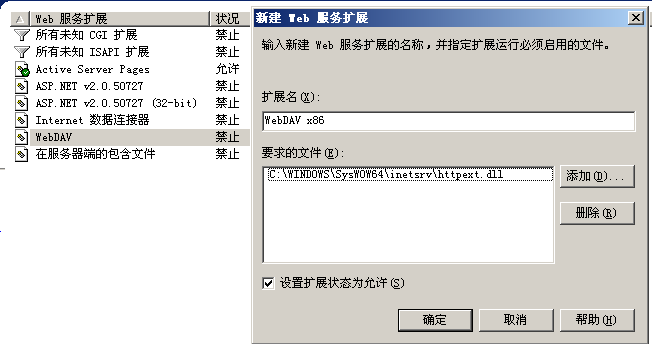 Web 服务扩展 状况
所有未知 CGI 扩展 禁止
所有未知 ISAPI 扩展 禁止
Active Server Pages 允许
ASP.NET v2.0.50727 禁止
ASP.NET v2.0.50727 (32-bit) 禁止
Internet 数据连接器 禁止
WebDAV 禁止
在服务器端的包含文件 禁止
新建 Web 服务扩展
输入新建 Web 服务扩展的名称，并指定扩展运行必须启用的文件。
扩展名(X):
WebDAV x86
要求的文件(E):
C:\WINDOWS\SysWOW64\inetsrv\httpext.dll
添加(D)...
删除(R)
设置扩展状态为允许(S)
确定 取消 帮助(H)